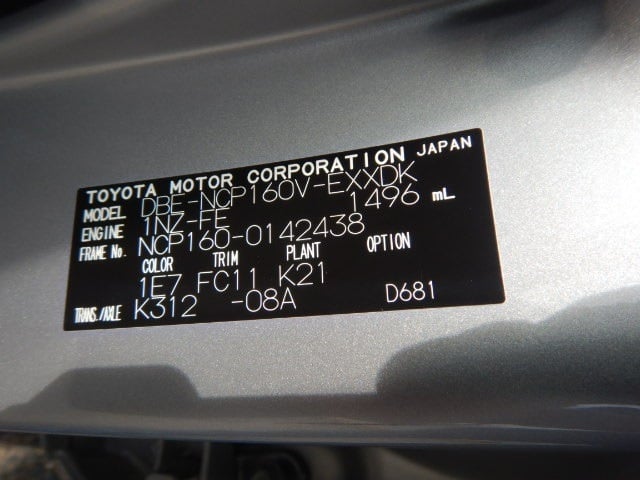 TOYOTA MOTOR CORPORATION JAPAN
MODEL DBE-NCP160V-EXXDK
ENGINE 1NZ-FE 1496 mL
FRAME No. NCP160-0142438
COLOR TRIM PLANT OPTION
1E7 FC11 K21
TRANS./AXLE K312 -08A D681